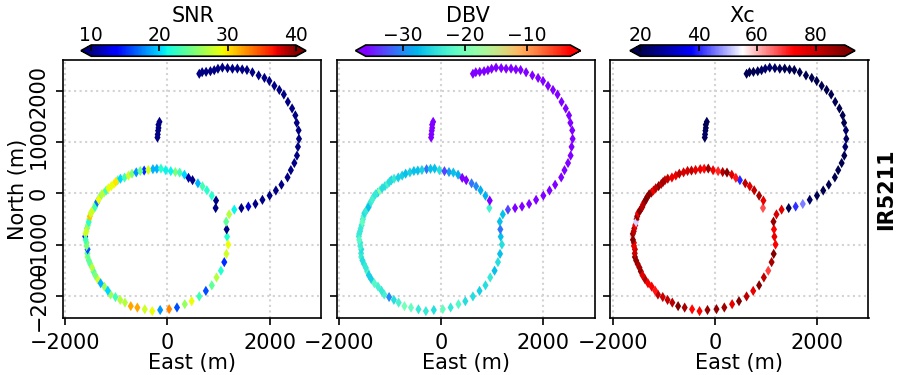 SNR DBV Xc
10 20 30 40 −30 −20 −10 20 40 60 80
2000
1000
0
−1000
−2000
North (m)
IR5211
−2000 0 2000 −2000 0 2000 −2000 0 2000
East (m) East (m) East (m)